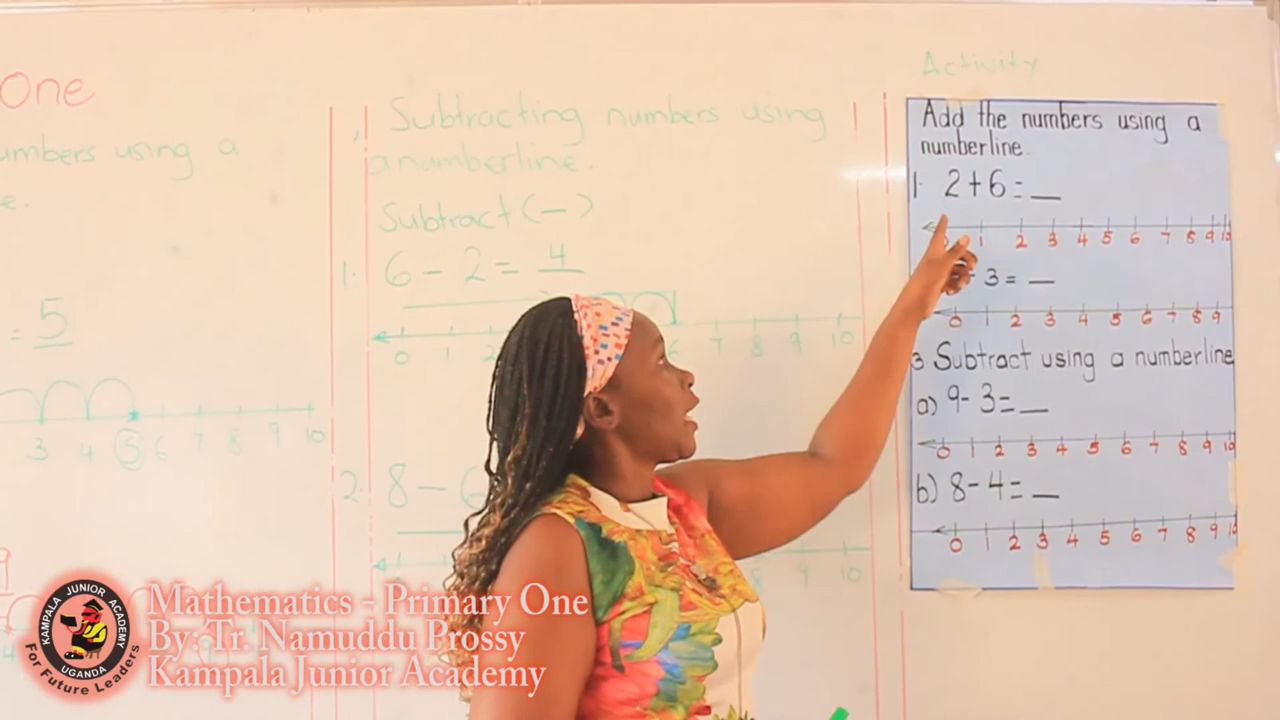 One
umbers using a
e.
= 5
3 4 5 6 7 8 9 10
9
Subtracting numbers using
a numberline.
Subtract (-)
1. 6 - 2 = 4
0 1 2 6 7 8 9 10
2. 8 - 6
8 9 10
Activity
Add the numbers using a
numberline.
1. 2+6=__
1 2 3 4 5 6 7 8 9 10
3 = __
0 1 2 3 4 5 6 7 8 9
3. Subtract using a numberline
a) 9-3=__
0 1 2 3 4 5 6 7 8 9 10
b) 8-4=__
0 1 2 3 4 5 6 7 8 9 10
KAMPALA JUNIOR ACADEMY
UGANDA
For Future Leaders
Mathematics - Primary One
By: Tr. Namuddu Prossy
Kampala Junior Academy